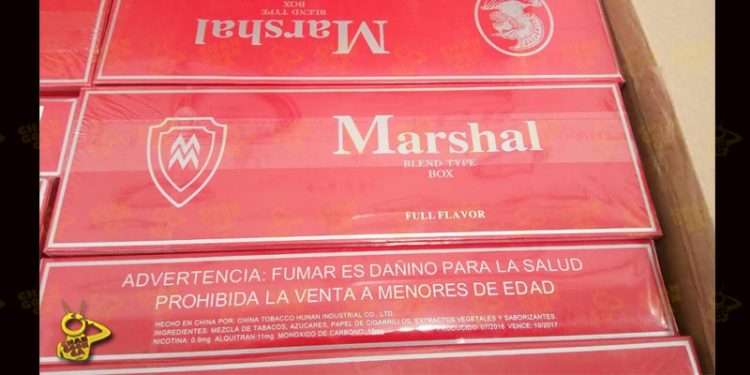 Marshal
BLEND TYPE
BOX
Marshal
BLEND TYPE
BOX
FULL FLAVOR
ADVERTENCIA: FUMAR ES DAÑINO PARA LA SALUD
PROHIBIDA LA VENTA A MENORES DE EDAD
HECHO EN CHINA POR: CHINA TOBACCO HUNAN INDUSTRIAL CO., LTD.
INGREDIENTES: MEZCLA DE TABACOS, AZUCARES, PAPEL DE CIGARRILLOS, EXTRACTOS VEGETALES Y SABORIZANTES.
NICOTINA: 0.9mg ALQUITRAN: 11mg MONOXIDO DE CARBONO: PRODUCIDO: 07/2016 VENCE: 10/2017